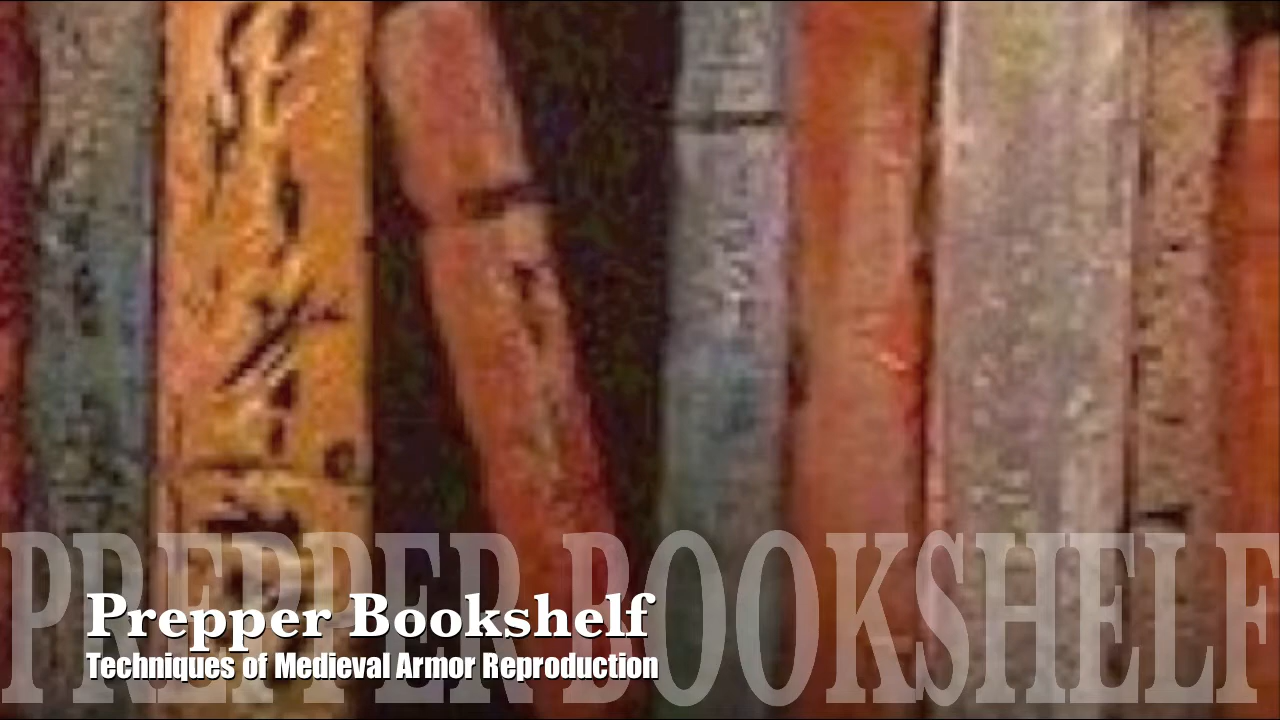 PREPPER BOOKSHELF
Prepper Bookshelf
Techniques of Medieval Armor Reproduction